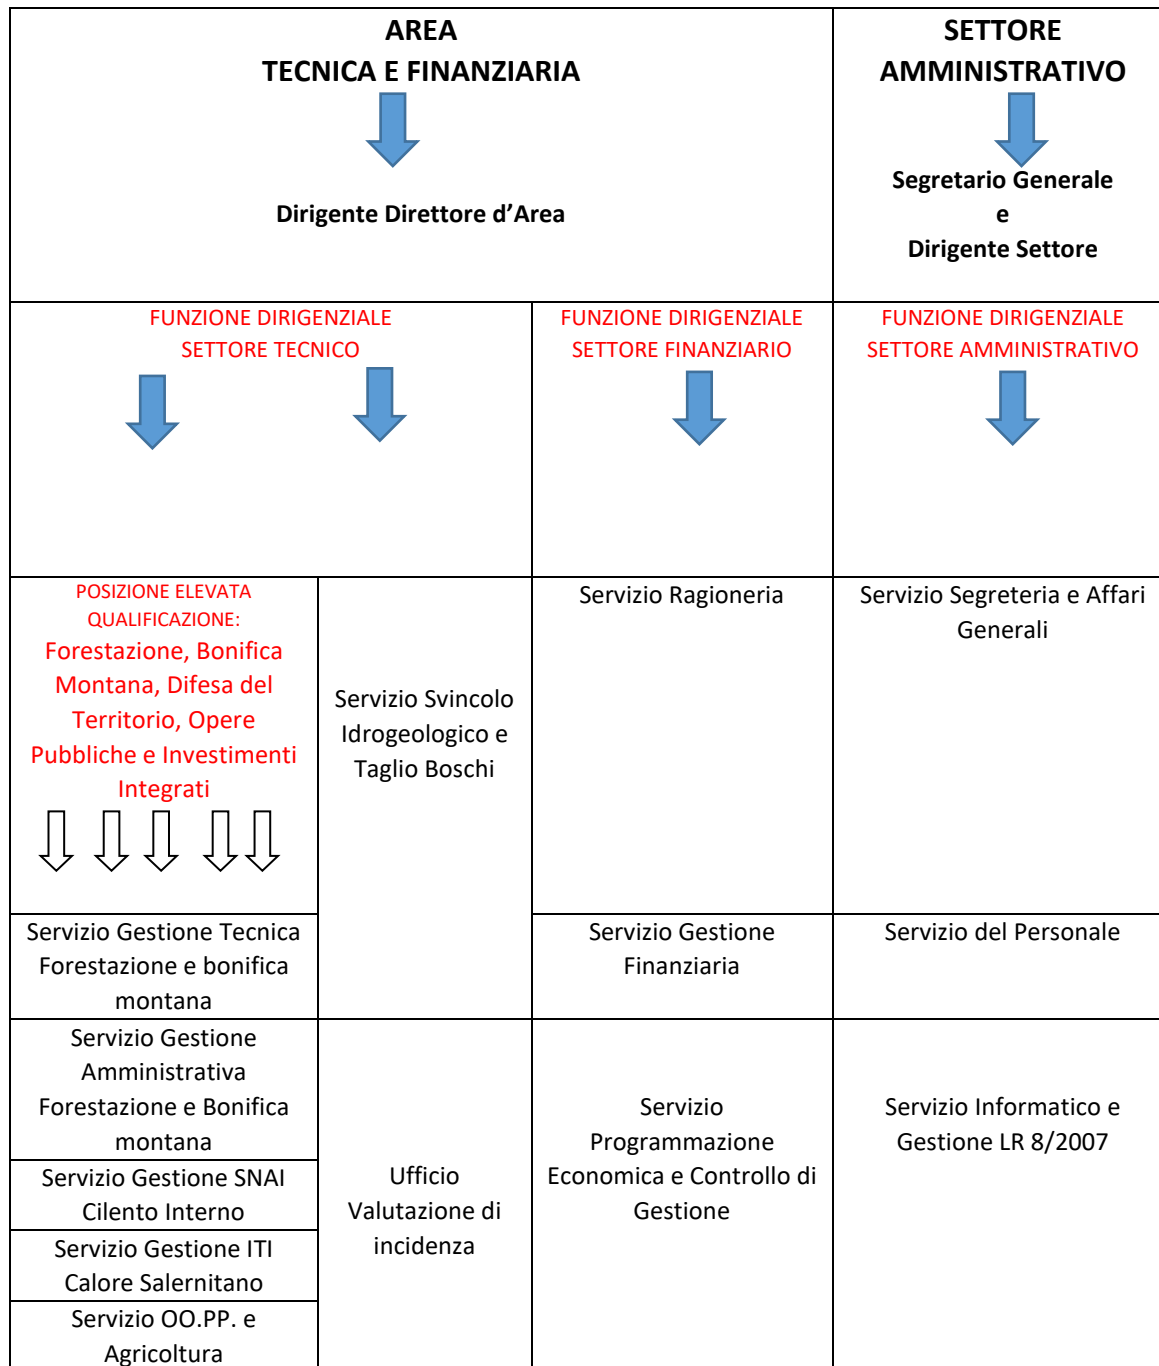 AREA
TECNICA E FINANZIARIA
Dirigente Direttore d’Area
SETTORE
AMMINISTRATIVO
Segretario Generale
e
Dirigente Settore
FUNZIONE DIRIGENZIALE
SETTORE TECNICO
FUNZIONE DIRIGENZIALE
SETTORE FINANZIARIO
FUNZIONE DIRIGENZIALE
SETTORE AMMINISTRATIVO
POSIZIONE ELEVATA
QUALIFICAZIONE:
Forestazione, Bonifica
Montana, Difesa del
Territorio, Opere
Pubbliche e Investimenti
Integrati
Servizio Svincolo
Idrogeologico e
Taglio Boschi
Servizio Ragioneria
Servizio Segreteria e Affari
Generali
Servizio Gestione Tecnica
Forestazione e bonifica
montana
Servizio Gestione
Finanziaria
Servizio del Personale
Servizio Gestione
Amministrativa
Forestazione e Bonifica
montana
Servizio Gestione SNAI
Cilento Interno
Servizio Gestione ITI
Calore Salernitano
Servizio OO.PP. e
Agricoltura
Ufficio
Valutazione di
incidenza
Servizio
Programmazione
Economica e Controllo di
Gestione
Servizio Informatico e
Gestione LR 8/2007